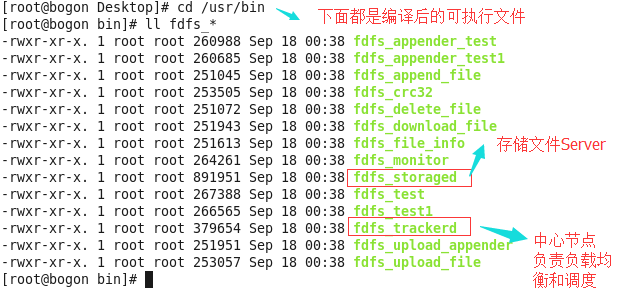 [root@bogon Desktop]# cd /usr/bin
下面都是编译后的可执行文件
[root@bogon bin]# ll fdfs_*
-rwxr-xr-x. 1 root root 260988 Sep 18 00:38 fdfs_appender_test
-rwxr-xr-x. 1 root root 260685 Sep 18 00:38 fdfs_appender_test1
-rwxr-xr-x. 1 root root 251045 Sep 18 00:38 fdfs_append_file
-rwxr-xr-x. 1 root root 253505 Sep 18 00:38 fdfs_crc32
-rwxr-xr-x. 1 root root 251072 Sep 18 00:38 fdfs_delete_file
-rwxr-xr-x. 1 root root 251943 Sep 18 00:38 fdfs_download_file
-rwxr-xr-x. 1 root root 251613 Sep 18 00:38 fdfs_file_info
存储文件Server
-rwxr-xr-x. 1 root root 264261 Sep 18 00:38 fdfs_monitor
-rwxr-xr-x. 1 root root 891951 Sep 18 00:38 fdfs_storaged
-rwxr-xr-x. 1 root root 267388 Sep 18 00:38 fdfs_test
-rwxr-xr-x. 1 root root 266565 Sep 18 00:38 fdfs_test1
-rwxr-xr-x. 1 root root 379654 Sep 18 00:38 fdfs_trackerd
-rwxr-xr-x. 1 root root 251951 Sep 18 00:38 fdfs_upload_appender
-rwxr-xr-x. 1 root root 253057 Sep 18 00:38 fdfs_upload_file
中心节点
负责负载均
衡和调度
[root@bogon bin]#